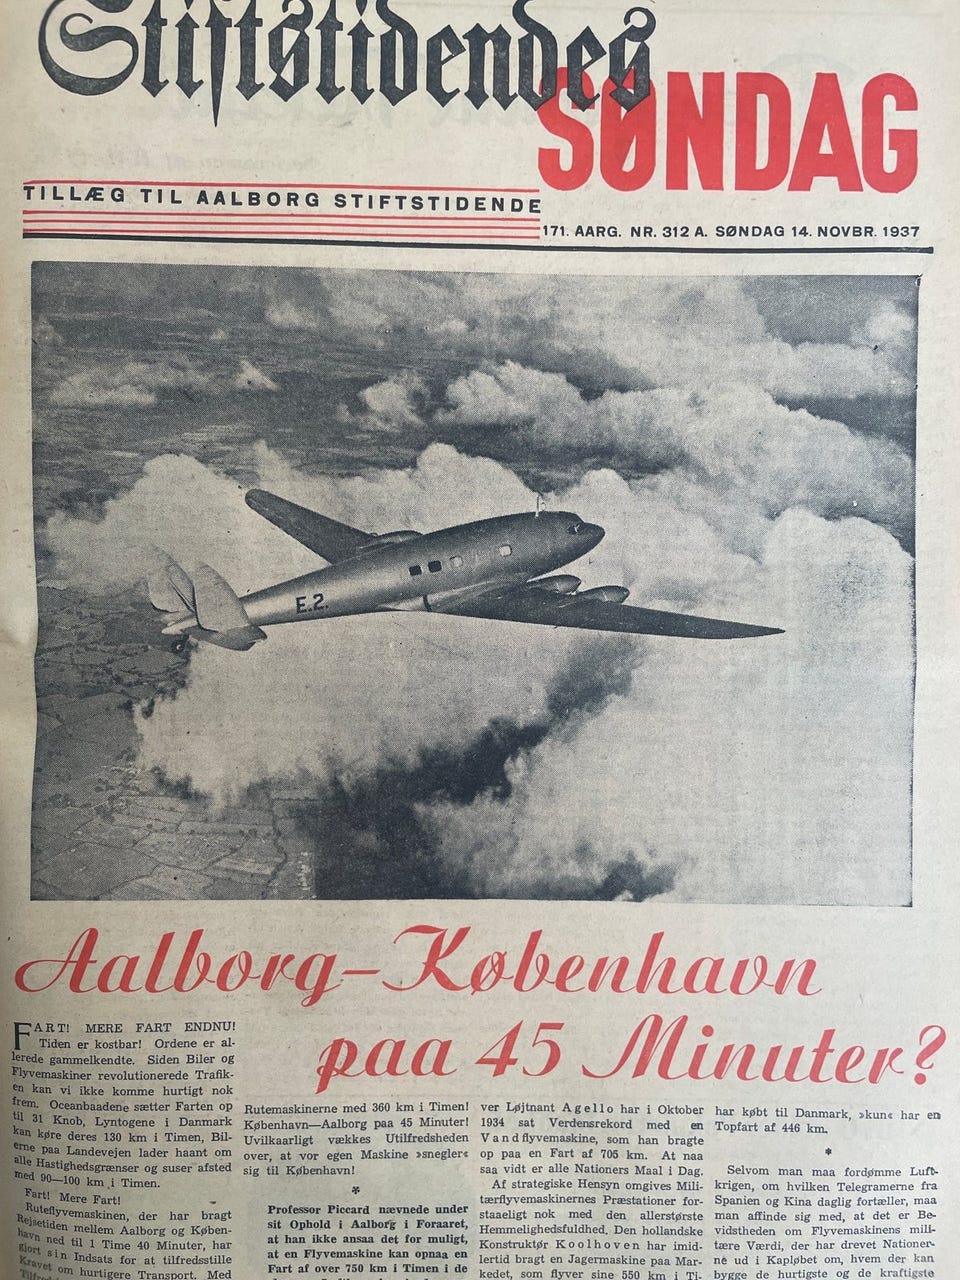 Stiftstidendes
SØNDAG
TILLÆG TIL AALBORG STIFTSTIDENDE
171. AARG. NR. 312 A. SØNDAG 14. NOVBR. 1937
E.2.
Aalborg—København
paa 45 Minuter?
FART! MERE FART ENDNU!
Tiden er kostbar! Ordene er al-
lerede gammelkendte. Siden Biler og
Flyvemaskiner revolutionerede Trafik-
en kan vi ikke komme hurtigt nok
frem. Oceanbaadene sætter Farten op
til 31 Knob, Lyntogene i Danmark
kan køre deres 130 km i Timen, Bil-
erne paa Landevejen lader haant om
alle Hastighedsgrænser og suser afsted
med 90—100 km i Timen.
Fart! Mere Fart!
Ruteflyvemaskinen, der har bragt
Rejsetiden mellem Aalborg og Køben-
havn ned til 1 Time 40 Minuter, har
gjort sin Indsats for at tilfredsstille
Kravet om hurtigere Transport. Med
Rutemaskinerne med 360 km i Timen!
København—Aalborg paa 45 Minuter!
Uvilkaarligt vækkes Utilfredsheden
over, at vor egen Maskine »snegler«
sig til København!
*
Professor Piccard nævnede under
sit Ophold i Aalborg i Foraaret,
at han ikke ansaa det for muligt,
at en Flyvemaskine kan opnaa en
Fart af over 750 km i Timen i de
ver Løjtnant Agello har i Oktober
1934 sat Verdensrekord med en
Vandflyvemaskine, som han bragte
op paa en Fart af 705 km. At naa
saa vidt er alle Nationers Maal i Dag.
Af strategiske Hensyn omgives Mili-
tærflyvemaskinernes Præstationer for-
staaeligt nok med den allerstørste
Hemmelighedsfuldhed. Den hollandske
Konstruktør Koolhoven har imid-
lertid bragt en Jagermaskine paa Mar-
kedet, som flyver sine 550 km i Ti-
har købt til Danmark, »kun« har en
Topfart af 446 km.
*
Selvom man maa fordømme Luft-
krigen, om hvilken Telegramerne fra
Spanien og Kina daglig fortæller, maa
man affinde sig med, at det er Be-
vidstheden om Flyvemaskinens mili-
tære Værdi, der har drevet Nationer-
ne ud i Kapløbet om, hvem der kan
bygge de hurtigste og de kraftigste